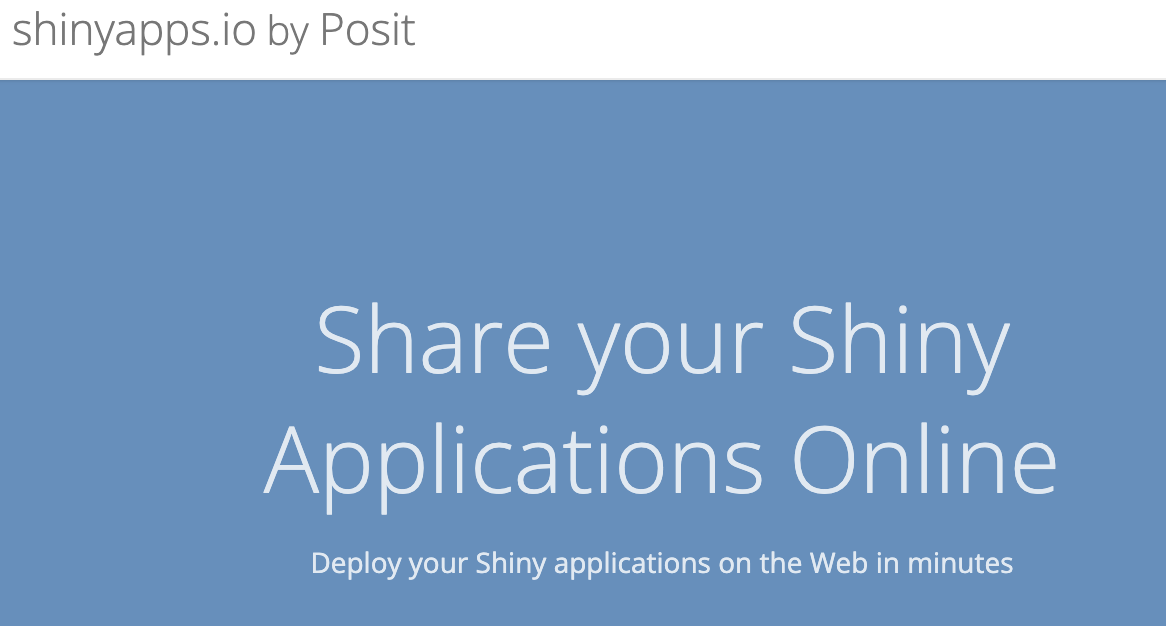 shinyapps.io by Posit
Share your Shiny
Applications Online
Deploy your Shiny applications on the Web in minutes